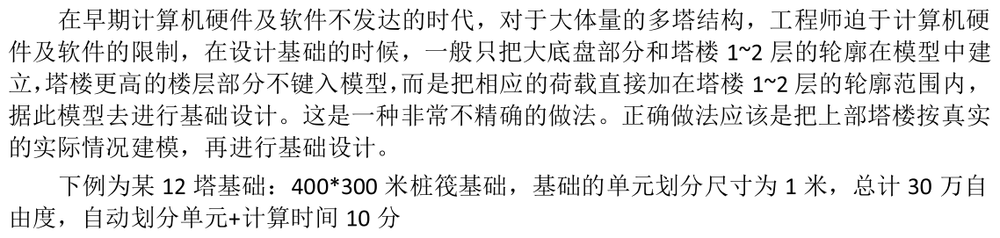 在早期计算机硬件及软件不发达的时代，对于大体量的多塔结构，工程师迫于计算机硬
件及软件的限制，在设计基础的时候，一般只把大底盘部分和塔楼 1~2 层的轮廓在模型中建
立，塔楼更高的楼层部分不键入模型，而是把相应的荷载直接加在塔楼 1~2 层的轮廓范围内，
据此模型去进行基础设计。这是一种非常不精确的做法。正确做法应该是把上部塔楼按真实
的实际情况建模，再进行基础设计。
下例为某 12 塔基础：400*300 米桩筏基础，基础的单元划分尺寸为 1 米，总计 30 万自
由度，自动划分单元+计算时间 10 分